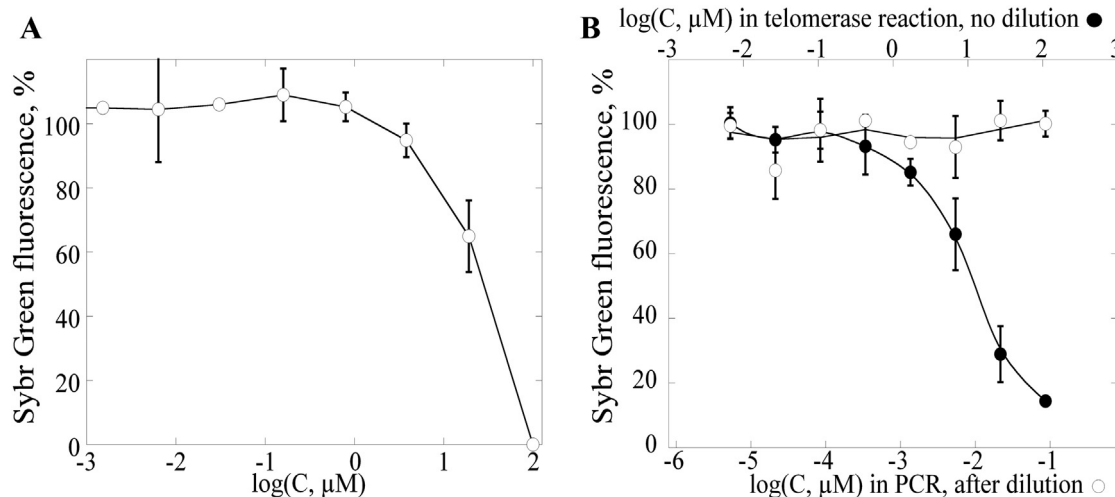 A
Sybr Green fluorescence, %
100
80
60
40
20
0
-3 -2 -1 0 1 2
log(C, µM)
B
log(C, µM) in telomerase reaction, no dilution
-3 -2 -1 0 1 2 3
Sybr Green fluorescence, %
100
80
60
40
20
0
-6 -5 -4 -3 -2 -1
log(C, µM) in PCR, after dilution